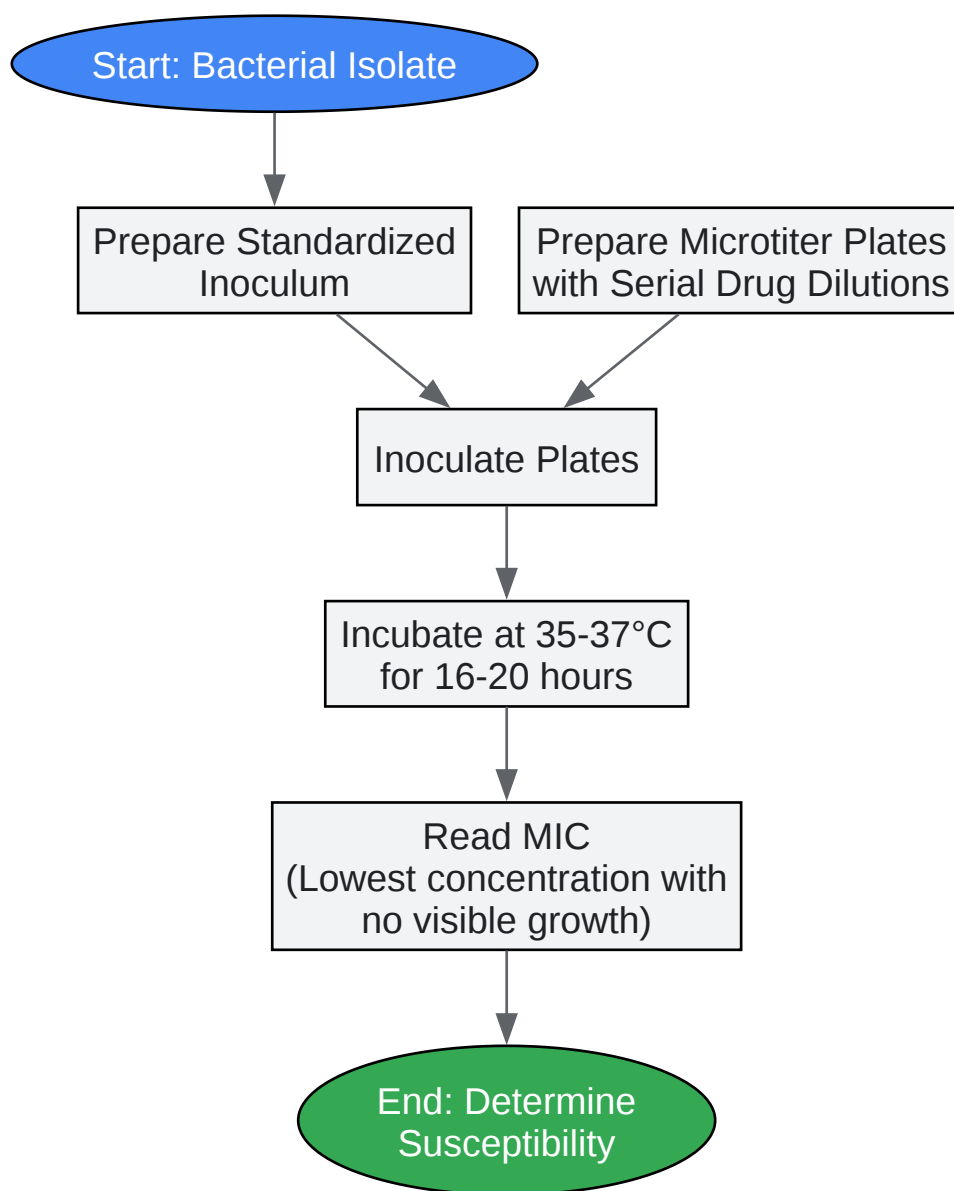 Start: Bacterial Isolate
Prepare Standardized
Inoculum
Prepare Microtiter Plates
with Serial Drug Dilutions
Inoculate Plates
Incubate at 35-37°C
for 16-20 hours
Read MIC
(Lowest concentration with
no visible growth)
End: Determine
Susceptibility